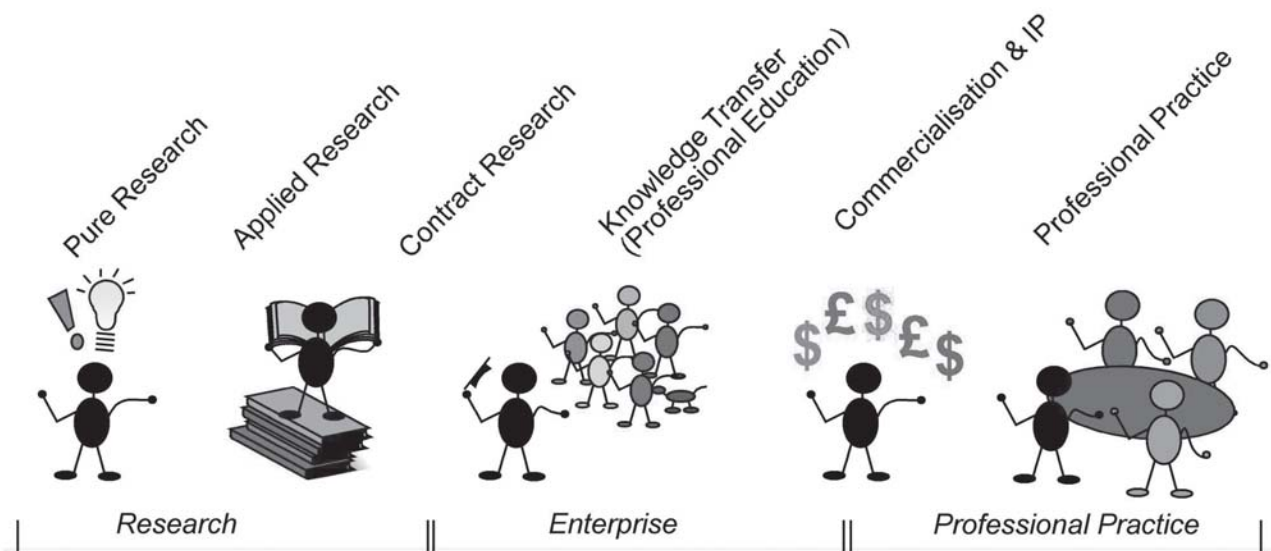 Pure Research
Applied Research
Contract Research
Knowledge Transfer
(Professional Education)
Commercialisation & IP
Professional Practice
$ £ $ £ $
Research
Enterprise
Professional Practice